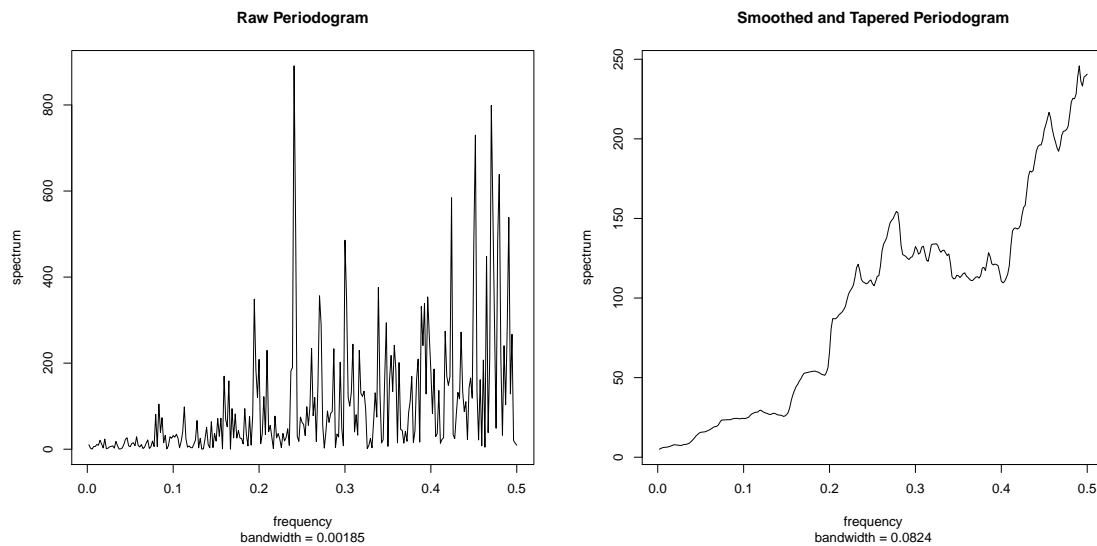 Raw Periodogram
spectrum
0
200
400
600
800
0.0 0.1 0.2 0.3 0.4 0.5
frequency
bandwidth = 0.00185
Smoothed and Tapered Periodogram
spectrum
0
50
100
150
200
250
0.0 0.1 0.2 0.3 0.4 0.5
frequency
bandwidth = 0.0824